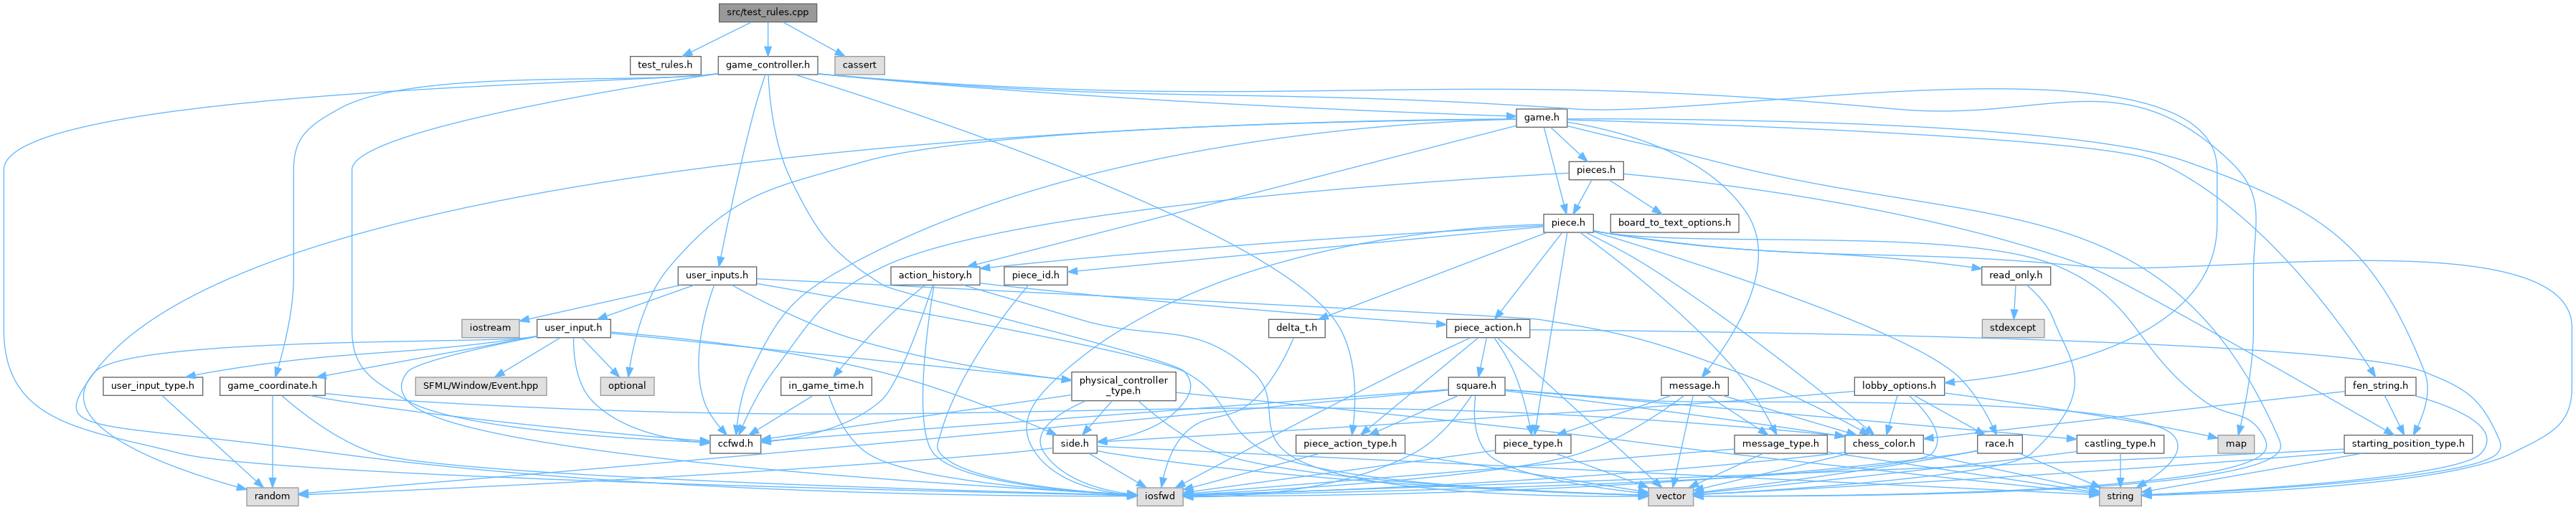 src/test_rules.cpp
test_rules.h
game_controller.h
cassert
game.h
pieces.h
piece.h
board_to_text_options.h
user_inputs.h
action_history.h
piece_id.h
read_only.h
iostream
user_input.h
delta_t.h
piece_action.h
stdexcept
user_input_type.h
game_coordinate.h
SFML/Window/Event.hpp
optional
physical_controller
_type.h
in_game_time.h
square.h
message.h
lobby_options.h
fen_string.h
ccfwd.h
side.h
piece_action_type.h
piece_type.h
message_type.h
chess_color.h
race.h
castling_type.h
map
starting_position_type.h
random
iosfwd
vector
string